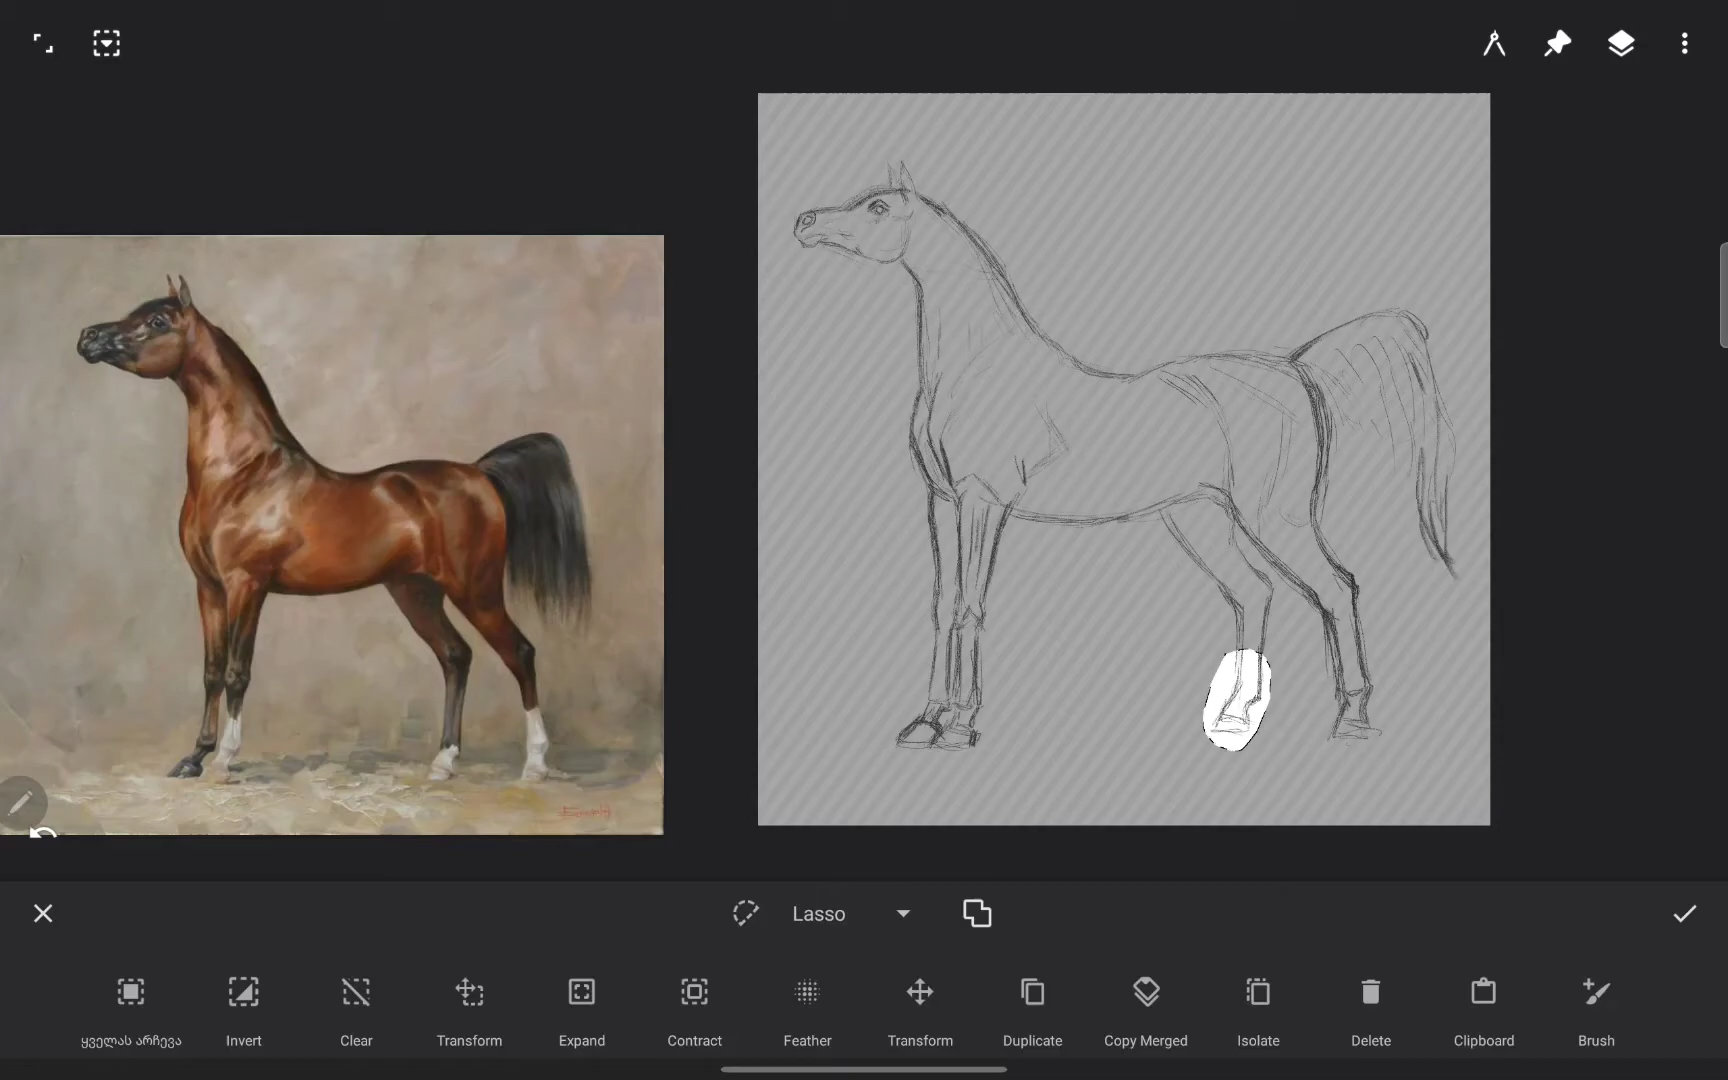 Lasso
ყველას არჩევა
Invert
Clear
Transform
Expand
Contract
Feather
Transform
Duplicate
Copy Merged
Isolate
Delete
Clipboard
Brush